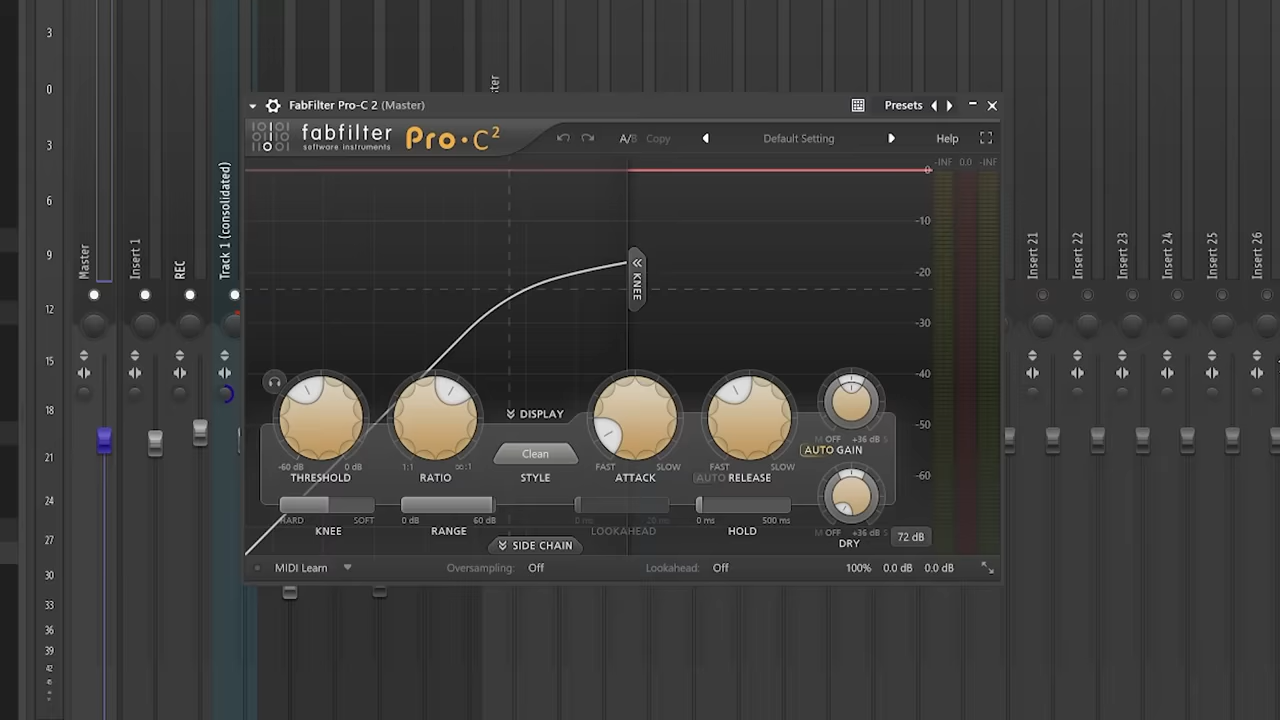 3
0
3
6
9
12
15
18
21
24
27
30
33
36
39
42
45
Master
Insert 1
REC
Track 1 (consolidated)
FabFilter Pro-C 2 (Master)
Presets
fabfilter
software instruments
Pro·C²
A/B Copy
Default Setting
Help
-INF 0.0 -INF
0
-10
-20
-30
-40
-50
-60
KNEE
DISPLAY
-60 dB 0 dB
THRESHOLD
1:1 ∞:1
RATIO
Clean
STYLE
FAST SLOW
ATTACK
FAST SLOW
AUTO RELEASE
M OFF +36 dB S
AUTO GAIN
HARD SOFT
KNEE
0 dB 60 dB
RANGE
0 ms 20 ms
LOOKAHEAD
0 ms 500 ms
HOLD
M OFF +36 dB S
DRY
72 dB
SIDE CHAIN
MIDI Learn
Oversampling: Off
Lookahead: Off
100% 0.0 dB 0.0 dB
Insert 21
Insert 22
Insert 23
Insert 24
Insert 25
Insert 26